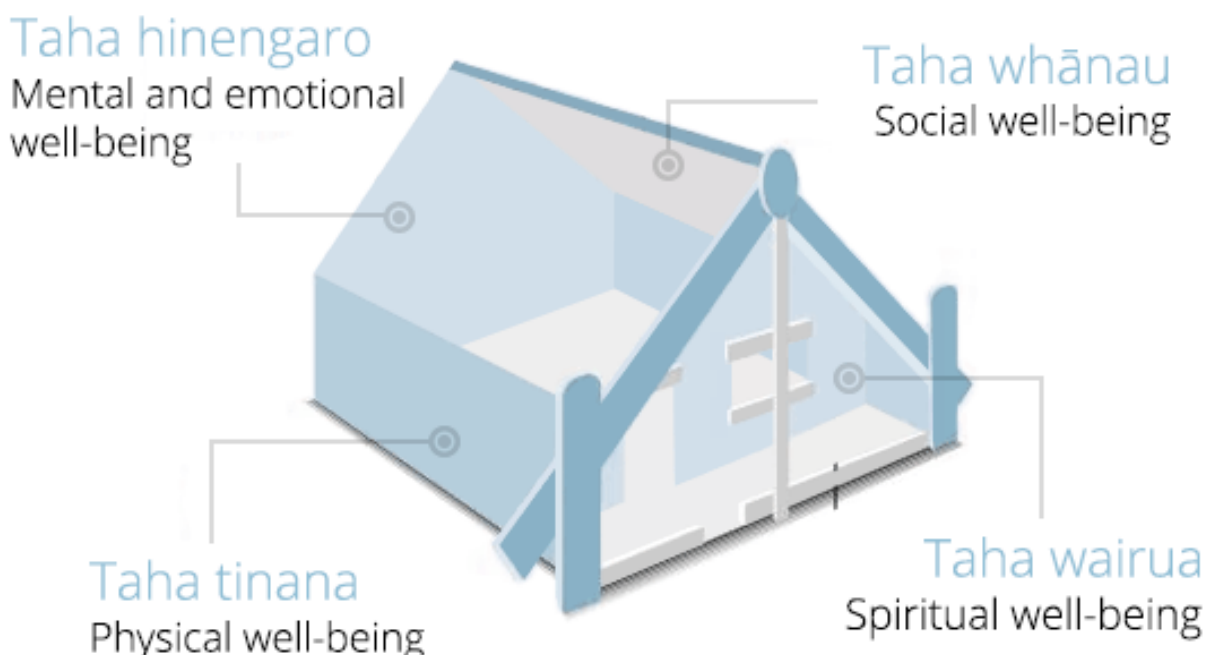 Taha hinengaro
Mental and emotional
well-being
Taha whānau
Social well-being
Taha tinana
Physical well-being
Taha wairua
Spiritual well-being